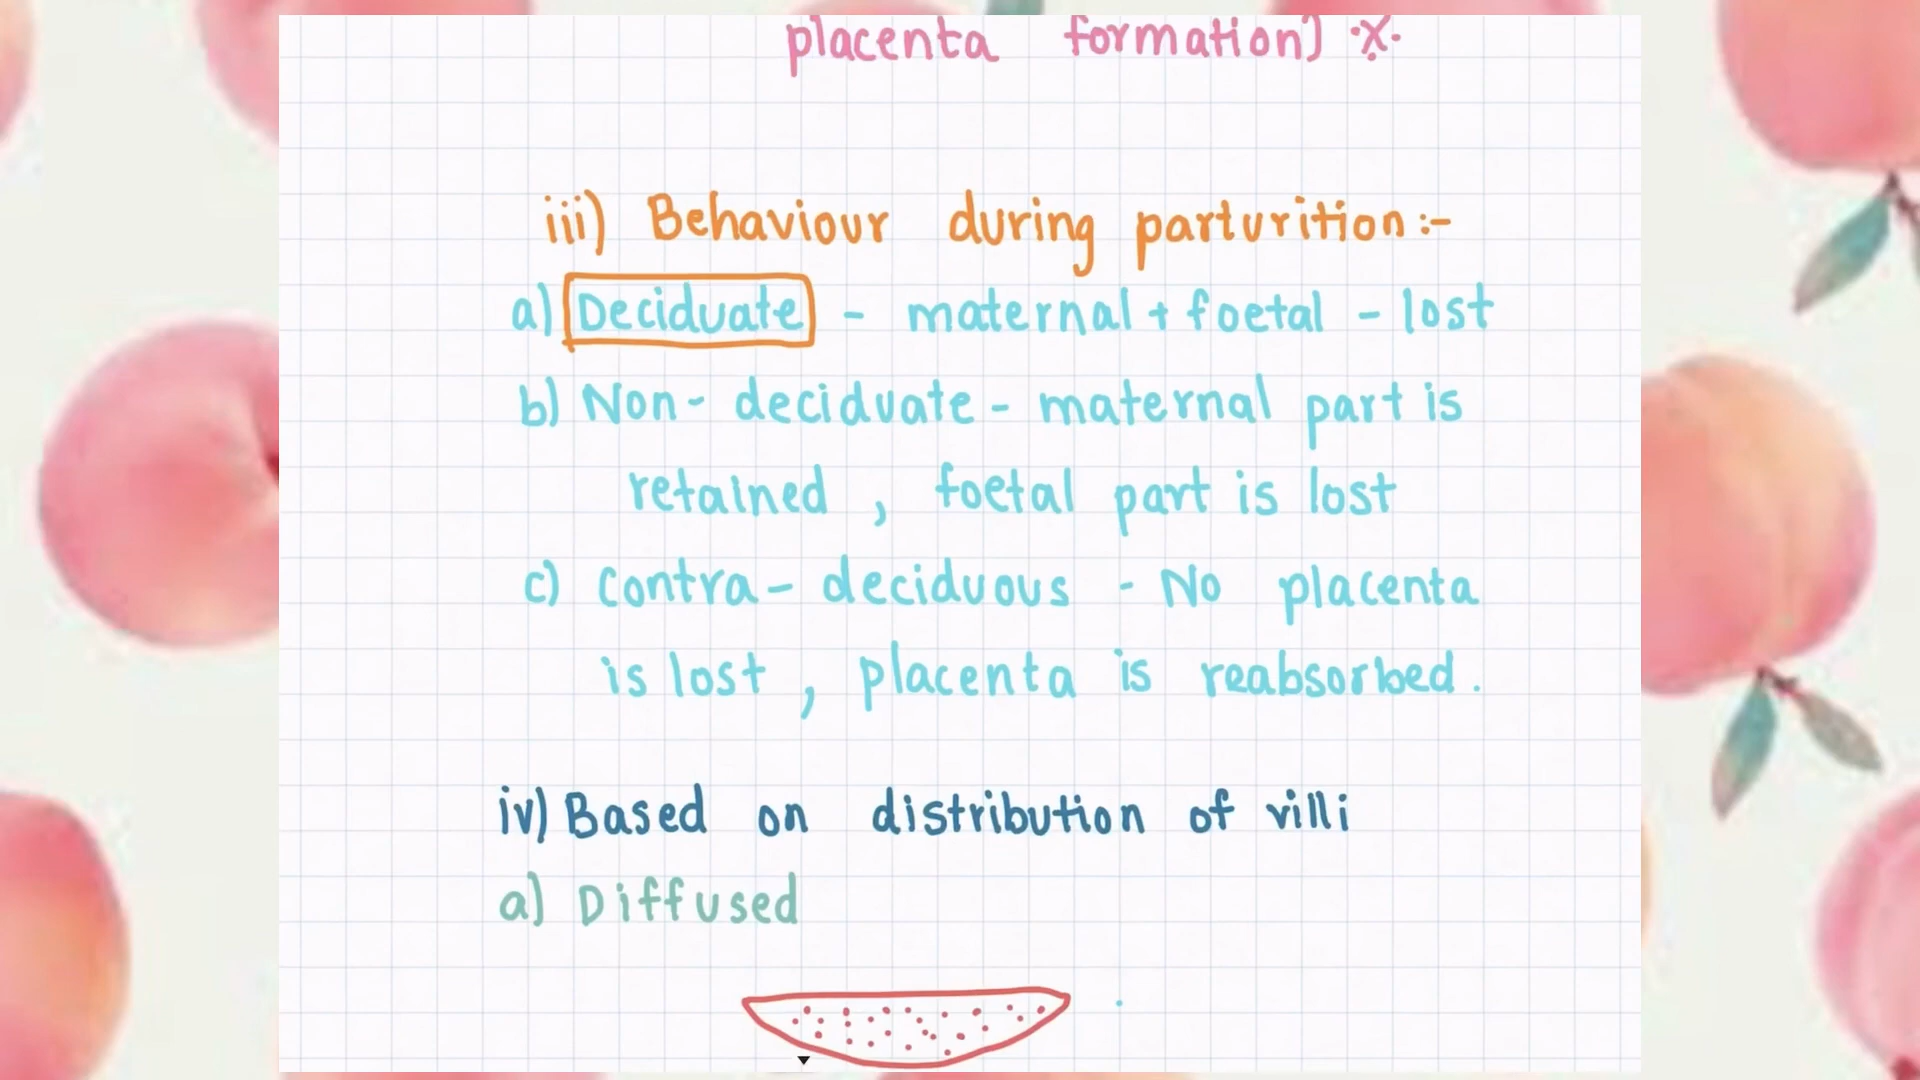 placenta formation) ·x·
iii) Behaviour during parturition :-
a) Deciduate - maternal + foetal - lost
b) Non- deciduate - maternal part is
retained , foetal part is lost
c) Contra- deciduous - No placenta
is lost , placenta is reabsorbed .
iv) Based on distribution of villi
a) Diffused